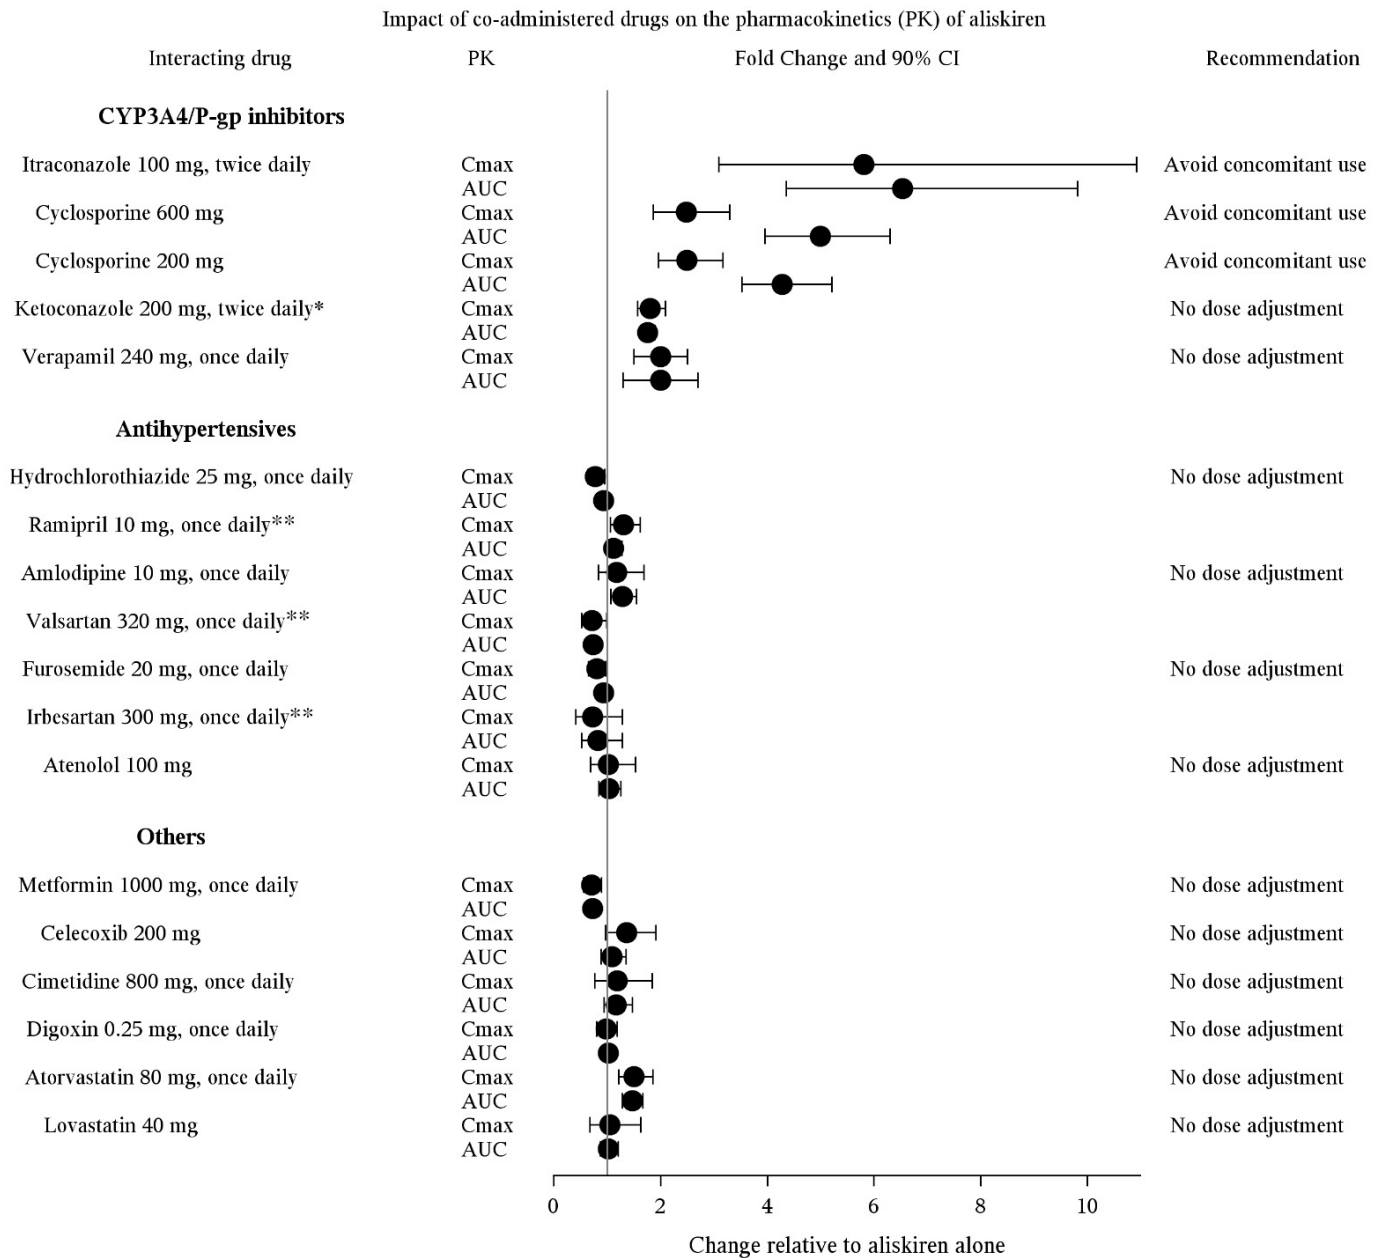 Impact of co-administered drugs on the pharmacokinetics (PK) of aliskiren
Interacting drug PK Fold Change and 90% CI Recommendation
CYP3A4/P-gp inhibitors
Itraconazole 100 mg, twice daily Cmax Avoid concomitant use
AUC
Cyclosporine 600 mg Cmax Avoid concomitant use
AUC
Cyclosporine 200 mg Cmax Avoid concomitant use
AUC
Ketoconazole 200 mg, twice daily* Cmax No dose adjustment
AUC
Verapamil 240 mg, once daily Cmax No dose adjustment
AUC
Antihypertensives
Hydrochlorothiazide 25 mg, once daily Cmax No dose adjustment
AUC
Ramipril 10 mg, once daily** Cmax
AUC
Amlodipine 10 mg, once daily Cmax No dose adjustment
AUC
Valsartan 320 mg, once daily** Cmax
AUC
Furosemide 20 mg, once daily Cmax No dose adjustment
AUC
Irbesartan 300 mg, once daily** Cmax
AUC
Atenolol 100 mg Cmax No dose adjustment
AUC
Others
Metformin 1000 mg, once daily Cmax No dose adjustment
AUC
Celecoxib 200 mg Cmax No dose adjustment
AUC
Cimetidine 800 mg, once daily Cmax No dose adjustment
AUC
Digoxin 0.25 mg, once daily Cmax No dose adjustment
AUC
Atorvastatin 80 mg, once daily Cmax No dose adjustment
AUC
Lovastatin 40 mg Cmax No dose adjustment
AUC
0 2 4 6 8 10
Change relative to aliskiren alone